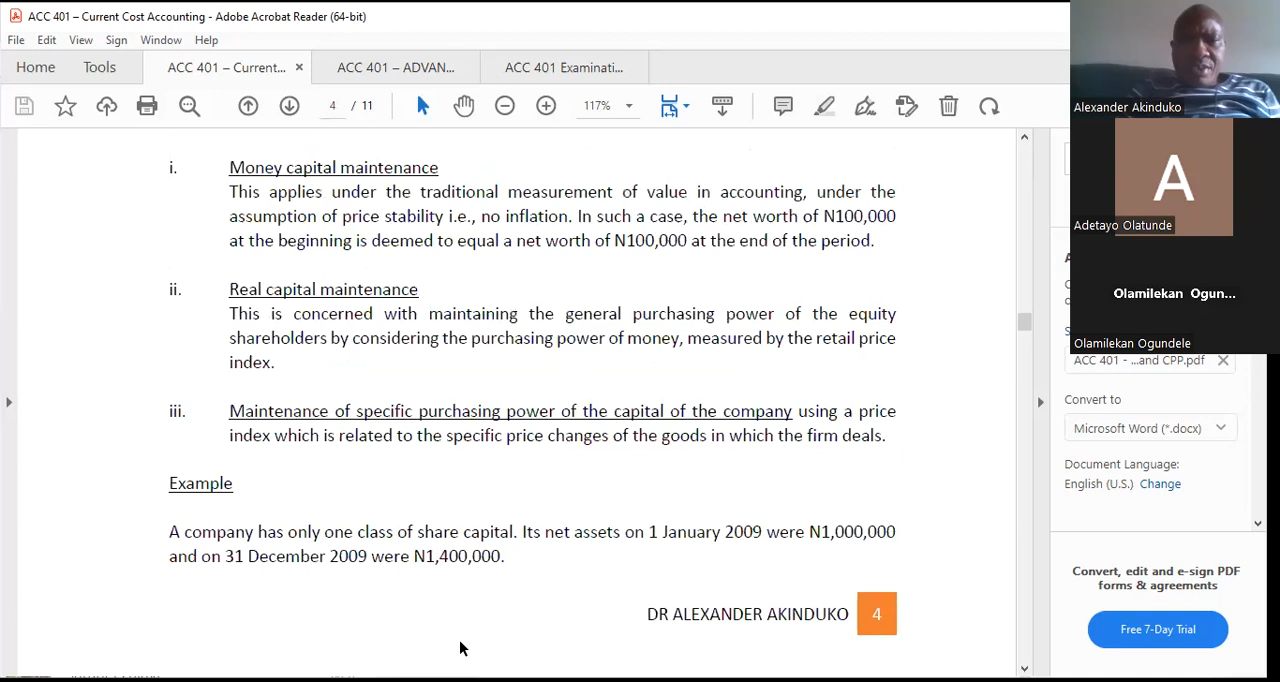 ACC 401 – Current Cost Accounting - Adobe Acrobat Reader (64-bit)
File Edit View Sign Window Help
Home Tools ACC 401 – Current... × ACC 401 – ADVAN... ACC 401 Examinati...
4 / 11 117%
i. Money capital maintenance
This applies under the traditional measurement of value in accounting, under the
assumption of price stability i.e., no inflation. In such a case, the net worth of N100,000
at the beginning is deemed to equal a net worth of N100,000 at the end of the period.
ii. Real capital maintenance
This is concerned with maintaining the general purchasing power of the equity
shareholders by considering the purchasing power of money, measured by the retail price
index.
iii. Maintenance of specific purchasing power of the capital of the company using a price
index which is related to the specific price changes of the goods in which the firm deals.
Example
A company has only one class of share capital. Its net assets on 1 January 2009 were N1,000,000
and on 31 December 2009 were N1,400,000.
DR ALEXANDER AKINDUKO 4
Alexander Akinduko
A
Adetayo Olatunde
Olamilekan Ogun...
Olamilekan Ogundele
ACC 401 - ...and CPP.pdf
Convert to
Microsoft Word (*.docx)
Document Language:
English (U.S.) Change
Convert, edit and e-sign PDF
forms & agreements
Free 7-Day Trial